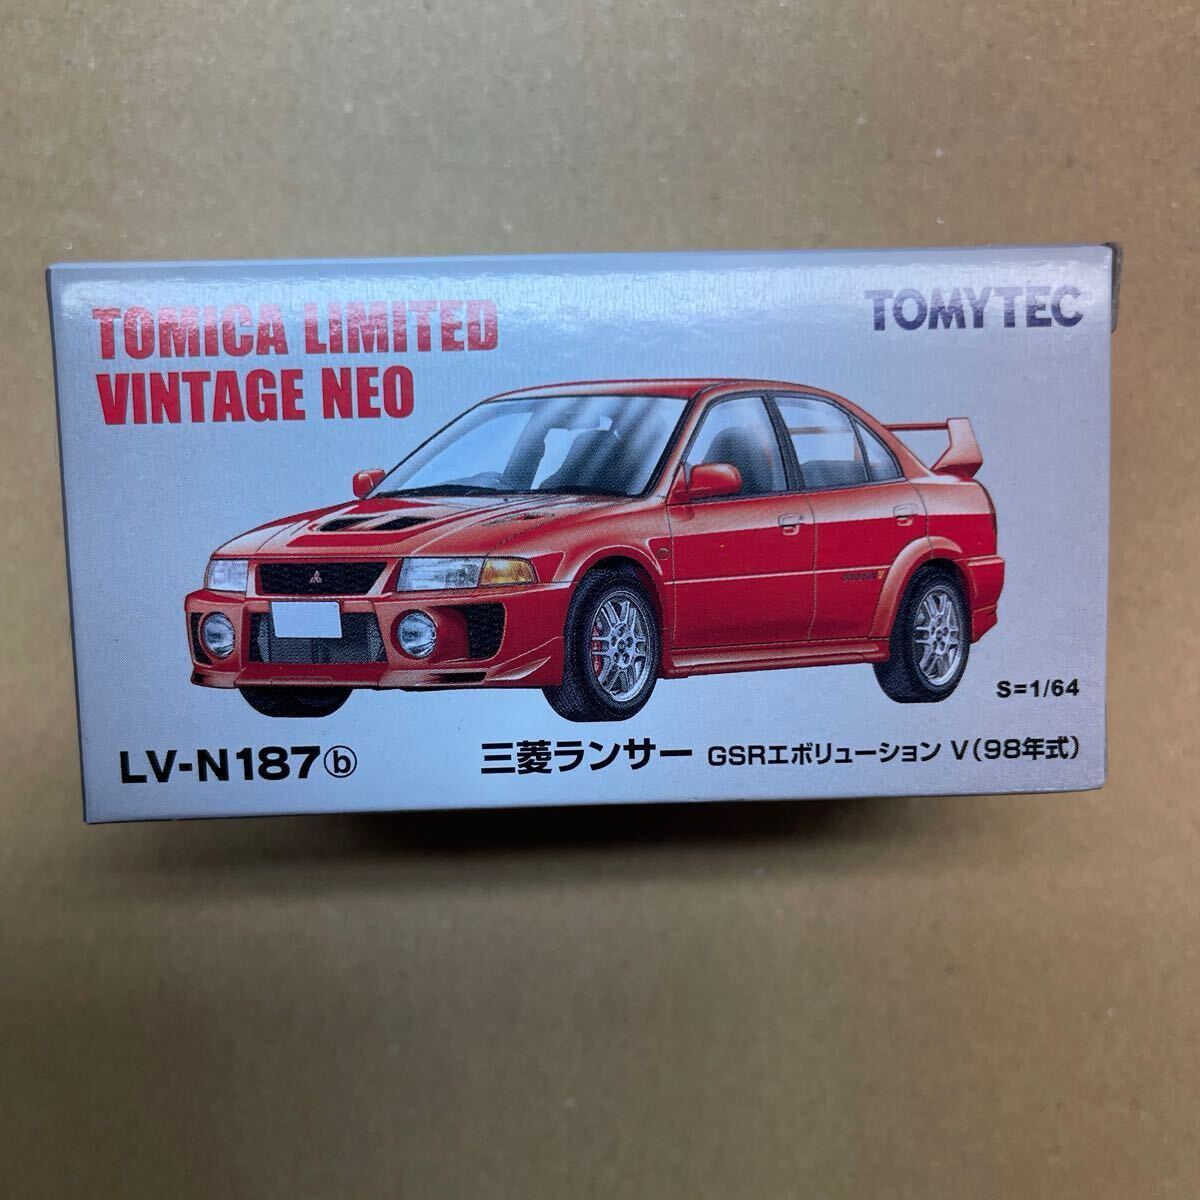 TOMICA LIMITED
VINTAGE NEO
TOMYTEC
S=1/64
LV-N187ⓑ
三菱ランサー GSRエボリューション V(98年式)